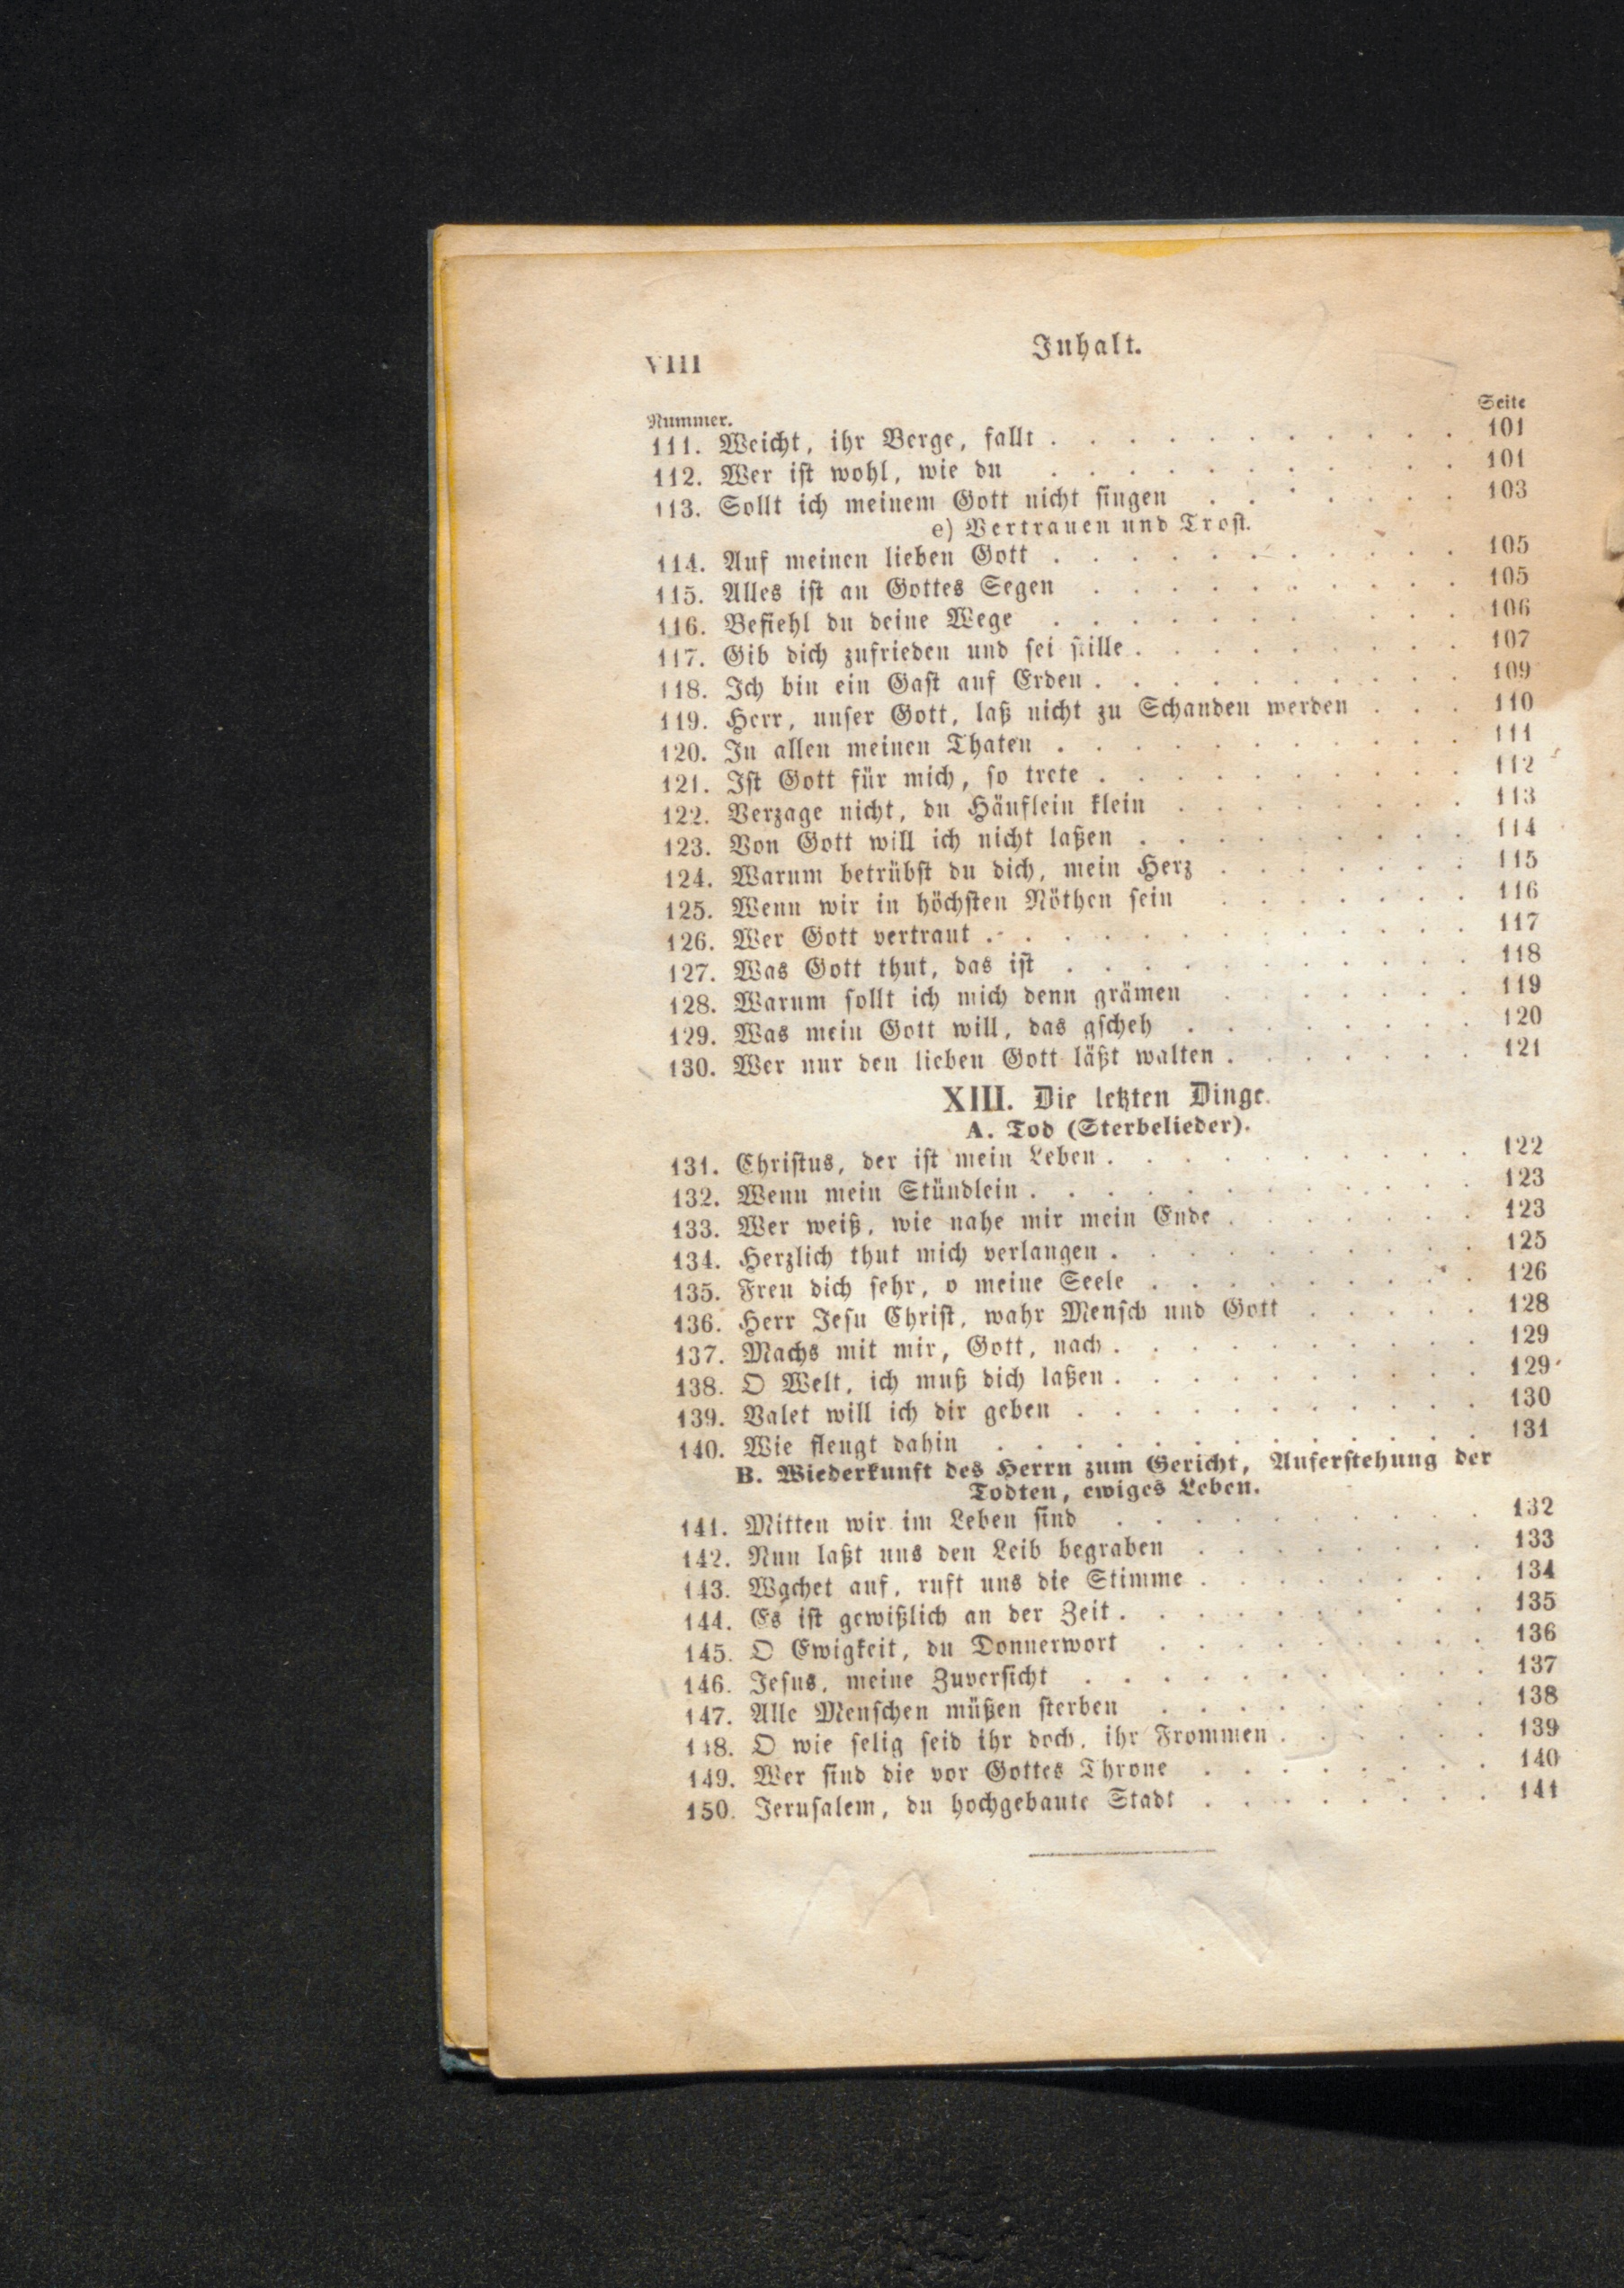 VIII
Inhalt.
Nummer. Seite
111. Weicht, ihr Berge, fallt . . . . . . . . . . . 101
112. Wer ist wohl, wie du . . . . . . . . . . . 101
113. Sollt ich meinem Gott nicht singen . . . . . . . 103
e) Vertrauen und Trost.
114. Auf meinen lieben Gott . . . . . . . . . . . 105
115. Alles ist an Gottes Segen . . . . . . . . . . 105
116. Befiehl du deine Wege . . . . . . . . . . . 106
117. Gib dich zufrieden und sei stille . . . . . . . . . 107
118. Ich bin ein Gast auf Erden . . . . . . . . . . 109
119. Herr, unser Gott, laß nicht zu Schanden werden . . . 110
120. In allen meinen Thaten . . . . . . . . . . . 111
121. Ist Gott für mich, so trete . . . . . . . . . . 112
122. Verzage nicht, du Häuflein klein . . . . . . . . 113
123. Von Gott will ich nicht laßen . . . . . . . . . 114
124. Warum betrübst du dich, mein Herz . . . . . . . 115
125. Wenn wir in höchsten Nöthen sein . . . . . . . 116
126. Wer Gott vertraut . . . . . . . . . . . . . 117
127. Was Gott thut, das ist . . . . . . . . . . . 118
128. Warum sollt ich mich denn grämen . . . . . . . 119
129. Was mein Gott will, das gscheh . . . . . . . . 120
130. Wer nur den lieben Gott läßt walten . . . . . . . 121
XIII. Die letzten Dinge.
A. Tod (Sterbelieder).
131. Christus, der ist mein Leben . . . . . . . . . . 122
132. Wenn mein Stündlein . . . . . . . . . . . . 123
133. Wer weiß, wie nahe mir mein Ende . . . . . . . 123
134. Herzlich thut mich verlangen . . . . . . . . . . 125
135. Freu dich sehr, o meine Seele . . . . . . . . . 126
136. Herr Jesu Christ, wahr Mensch und Gott . . . . . 128
137. Machs mit mir, Gott, nach . . . . . . . . . . 129
138. O Welt, ich muß dich laßen . . . . . . . . . . 129
139. Valet will ich dir geben . . . . . . . . . . . 130
140. Wie fleugt dahin . . . . . . . . . . . . . 131
B. Wiederkunft des Herrn zum Gericht, Auferstehung der
Todten, ewiges Leben.
141. Mitten wir im Leben sind . . . . . . . . . . 132
142. Nun laßt uns den Leib begraben . . . . . . . . 133
143. Wachet auf, ruft uns die Stimme . . . . . . . . 134
144. Es ist gewißlich an der Zeit . . . . . . . . . . 135
145. O Ewigkeit, du Donnerwort . . . . . . . . . 136
146. Jesus, meine Zuversicht . . . . . . . . . . . 137
147. Alle Menschen müßen sterben . . . . . . . . . 138
148. O wie selig seid ihr doch, ihr Frommen . . . . . . 139
149. Wer sind die vor Gottes Throne . . . . . . . . 140
150. Jerusalem, du hochgebaute Stadt . . . . . . . . 141